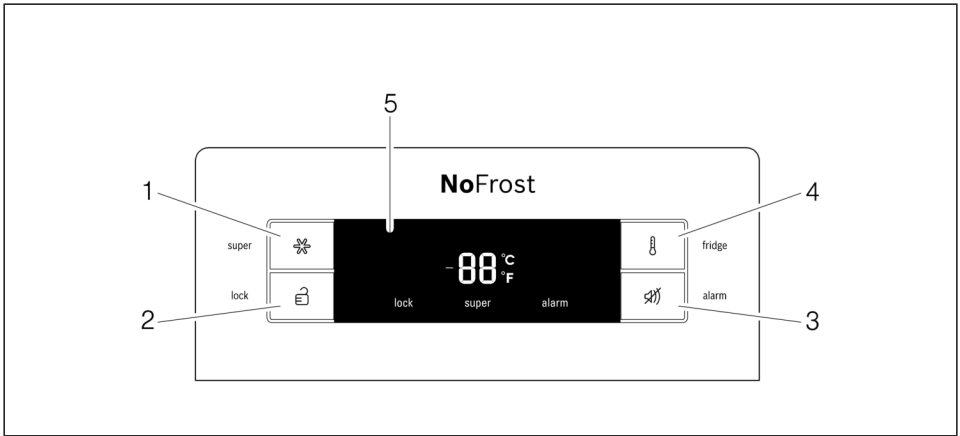 5
NoFrost
1
4
super
fridge
-88 °C
°F
lock
alarm
lock super alarm
2
3